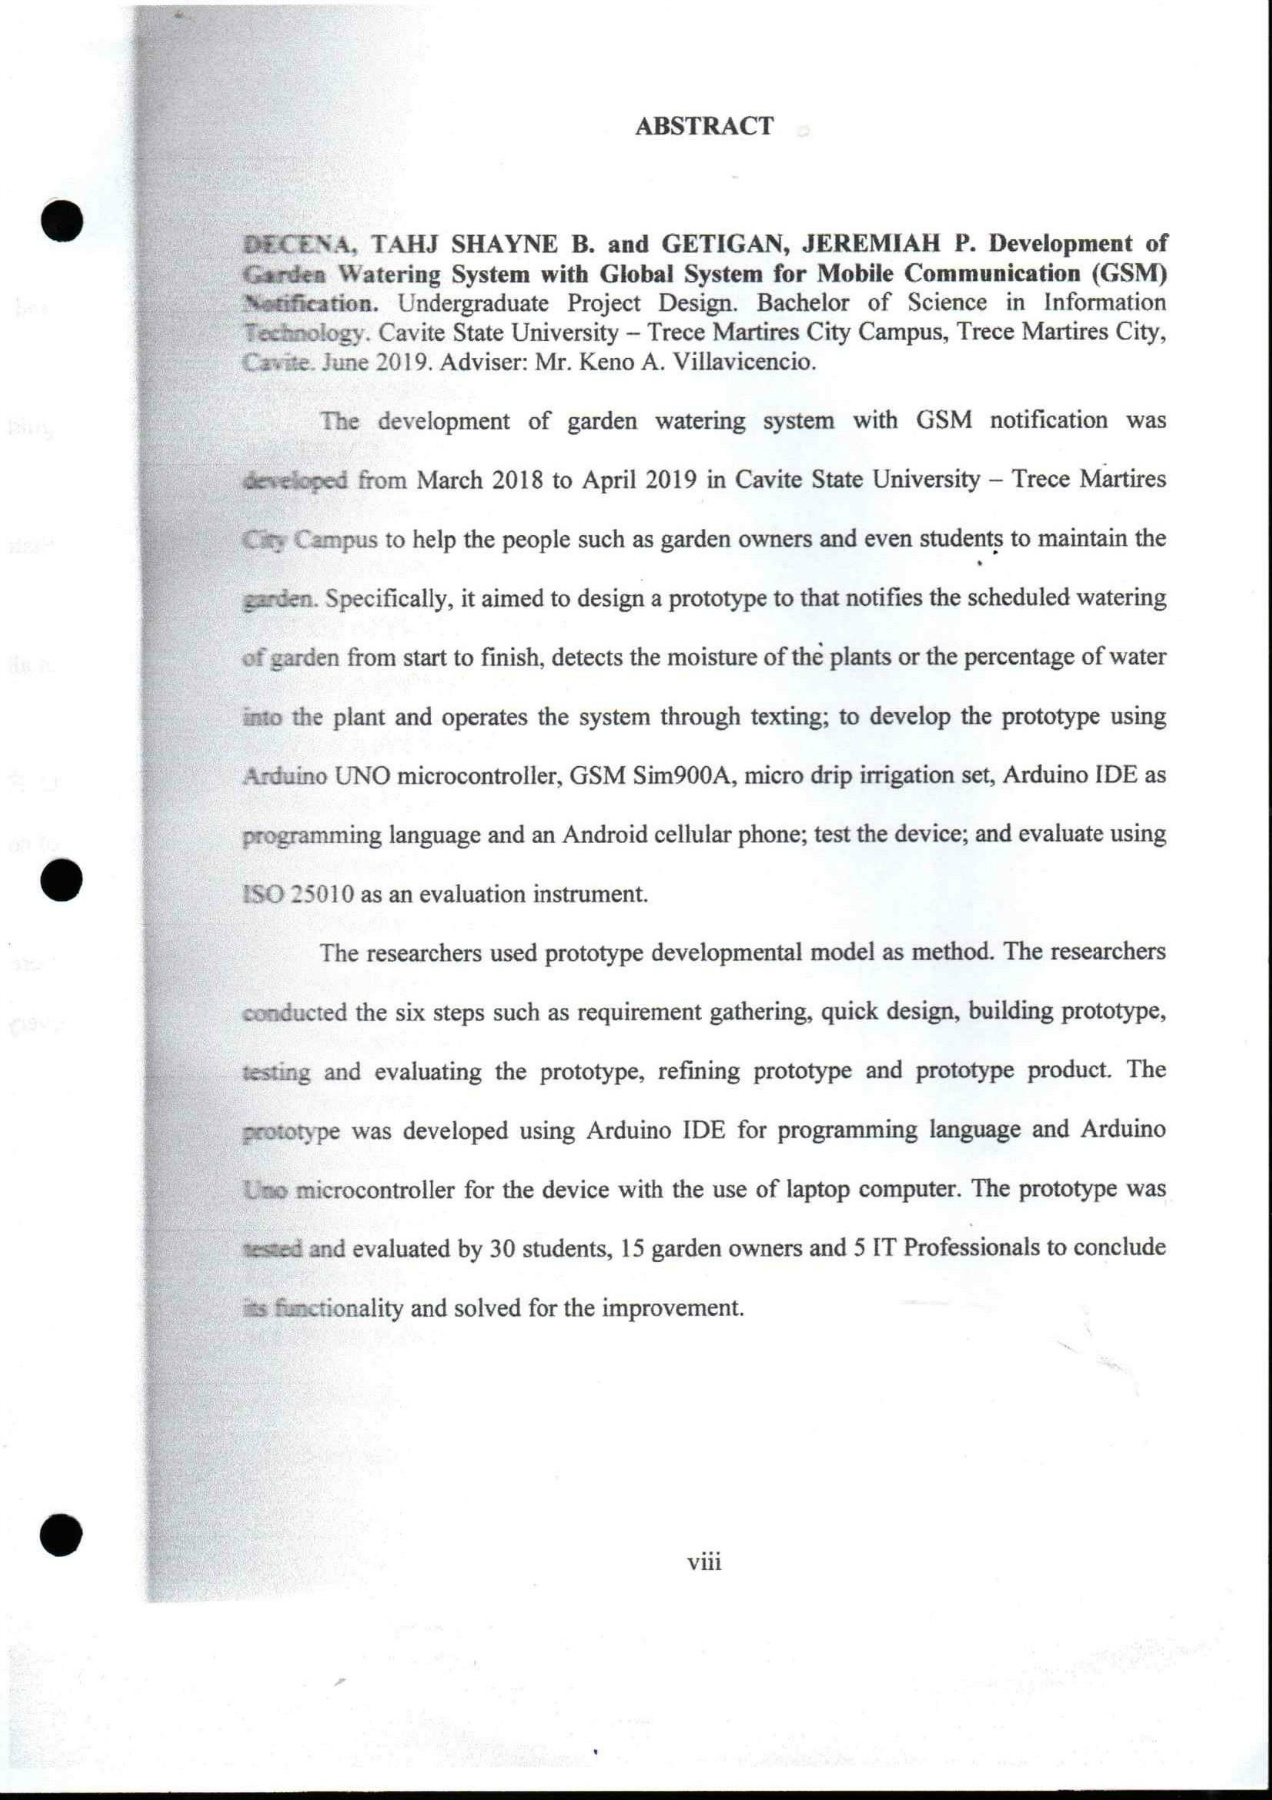 ABSTRACT
DECENA, TAHJ SHAYNE B. and GETIGAN, JEREMIAH P. Development of
Garden Watering System with Global System for Mobile Communication (GSM)
Notification. Undergraduate Project Design. Bachelor of Science in Information
Technology. Cavite State University – Trece Martires City Campus, Trece Martires City,
Cavite. June 2019. Adviser: Mr. Keno A. Villavicencio.
The development of garden watering system with GSM notification was
developed from March 2018 to April 2019 in Cavite State University – Trece Martires
City Campus to help the people such as garden owners and even students to maintain the
garden. Specifically, it aimed to design a prototype to that notifies the scheduled watering
of garden from start to finish, detects the moisture of the plants or the percentage of water
into the plant and operates the system through texting; to develop the prototype using
Arduino UNO microcontroller, GSM Sim900A, micro drip irrigation set, Arduino IDE as
programming language and an Android cellular phone; test the device; and evaluate using
ISO 25010 as an evaluation instrument.
The researchers used prototype developmental model as method. The researchers
conducted the six steps such as requirement gathering, quick design, building prototype,
testing and evaluating the prototype, refining prototype and prototype product. The
prototype was developed using Arduino IDE for programming language and Arduino
Uno microcontroller for the device with the use of laptop computer. The prototype was
tested and evaluated by 30 students, 15 garden owners and 5 IT Professionals to conclude
its functionality and solved for the improvement.
viii